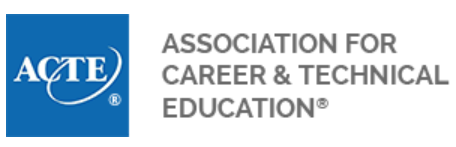 ACTE®
ASSOCIATION FOR
CAREER & TECHNICAL
EDUCATION®